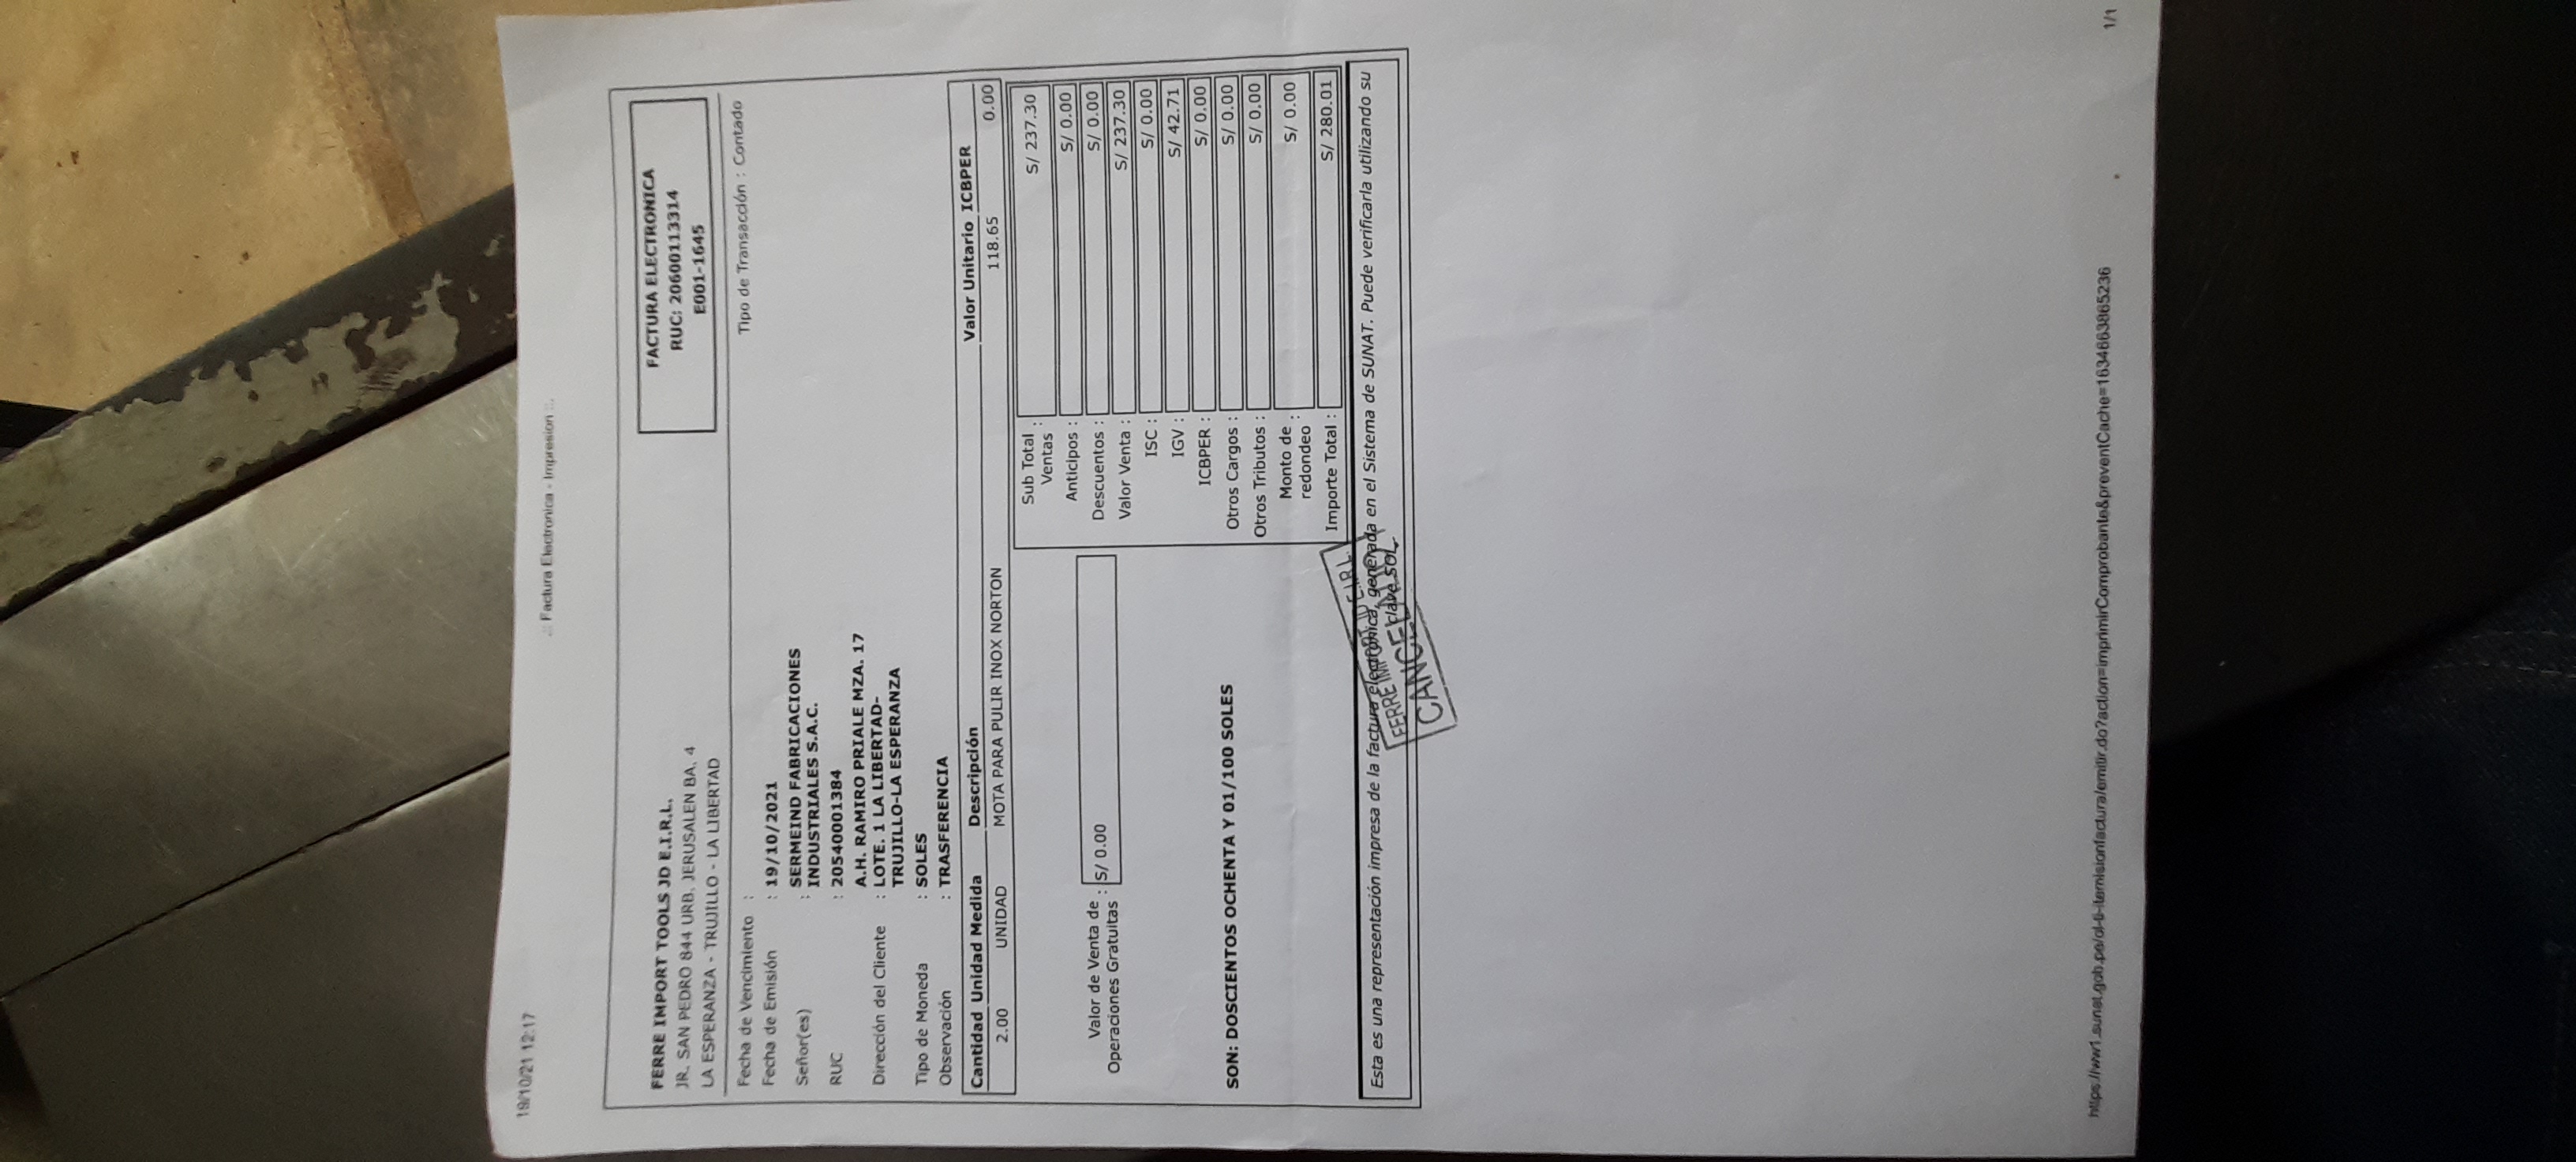 19/10/21 12:17
.:: Factura Electronica - Impresion ::.
FERRE IMPORT TOOLS JD E.I.R.L.
JR. SAN PEDRO 844 URB. JERUSALEN BA. 4
LA ESPERANZA - TRUJILLO - LA LIBERTAD
FACTURA ELECTRONICA
RUC: 20600113314
E001-1645
Fecha de Vencimiento :
Tipo de Transacción : Contado
Fecha de Emisión : 19/10/2021
Señor(es) : SERMEIND FABRICACIONES
INDUSTRIALES S.A.C.
RUC : 20540001384
Dirección del Cliente : A.H. RAMIRO PRIALE MZA. 17
LOTE. 1 LA LIBERTAD-
TRUJILLO-LA ESPERANZA
Tipo de Moneda : SOLES
Observación : TRASFERENCIA
Cantidad Unidad Medida Descripción Valor Unitario ICBPER
2.00 UNIDAD MOTA PARA PULIR INOX NORTON 118.65 0.00
Valor de Venta de
Operaciones Gratuitas : S/ 0.00
SON: DOSCIENTOS OCHENTA Y 01/100 SOLES
Sub Total
Ventas : S/ 237.30
Anticipos : S/ 0.00
Descuentos : S/ 0.00
Valor Venta : S/ 237.30
ISC : S/ 0.00
IGV : S/ 42.71
ICBPER : S/ 0.00
Otros Cargos : S/ 0.00
Otros Tributos : S/ 0.00
Monto de
redondeo : S/ 0.00
Importe Total : S/ 280.01
Esta es una representación impresa de la factura electrónica, generada en el Sistema de SUNAT. Puede verificarla utilizando su
clave SOL.
FERRE IMPORT JD E.I.R.L.
CANCELADO
https://ww1.sunat.gob.pe/ol-ti-itemisionfactura/emitir.do?action=imprimirComprobante&preventCache=1634663865236
1/1